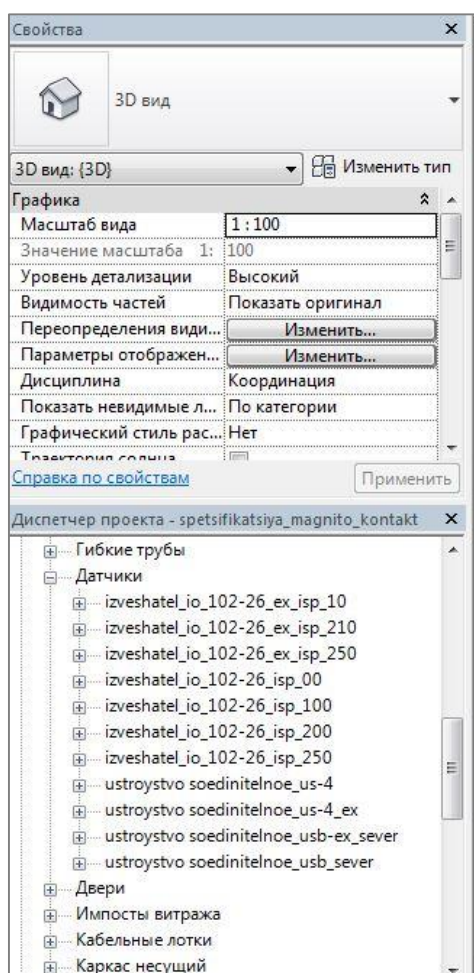 Свойства
3D вид
3D вид: {3D}
Изменить тип
Графика
Масштаб вида 1 : 100
Значение масштаба 1: 100
Уровень детализации Высокий
Видимость частей Показать оригинал
Переопределения види... Изменить...
Параметры отображен... Изменить...
Дисциплина Координация
Показать невидимые л... По категории
Графический стиль рас... Нет
Траектория солнца
Справка по свойствам Применить
Диспетчер проекта - spetsifikatsiya_magnito_kontakt
Гибкие трубы
Датчики
izveshatel_io_102-26_ex_isp_10
izveshatel_io_102-26_ex_isp_210
izveshatel_io_102-26_ex_isp_250
izveshatel_io_102-26_isp_00
izveshatel_io_102-26_isp_100
izveshatel_io_102-26_isp_200
izveshatel_io_102-26_isp_250
ustroystvo soedinitelnoe_us-4
ustroystvo soedinitelnoe_us-4_ex
ustroystvo soedinitelnoe_usb-ex_sever
ustroystvo soedinitelnoe_usb_sever
Двери
Импосты витража
Кабельные лотки
Каркас несущий